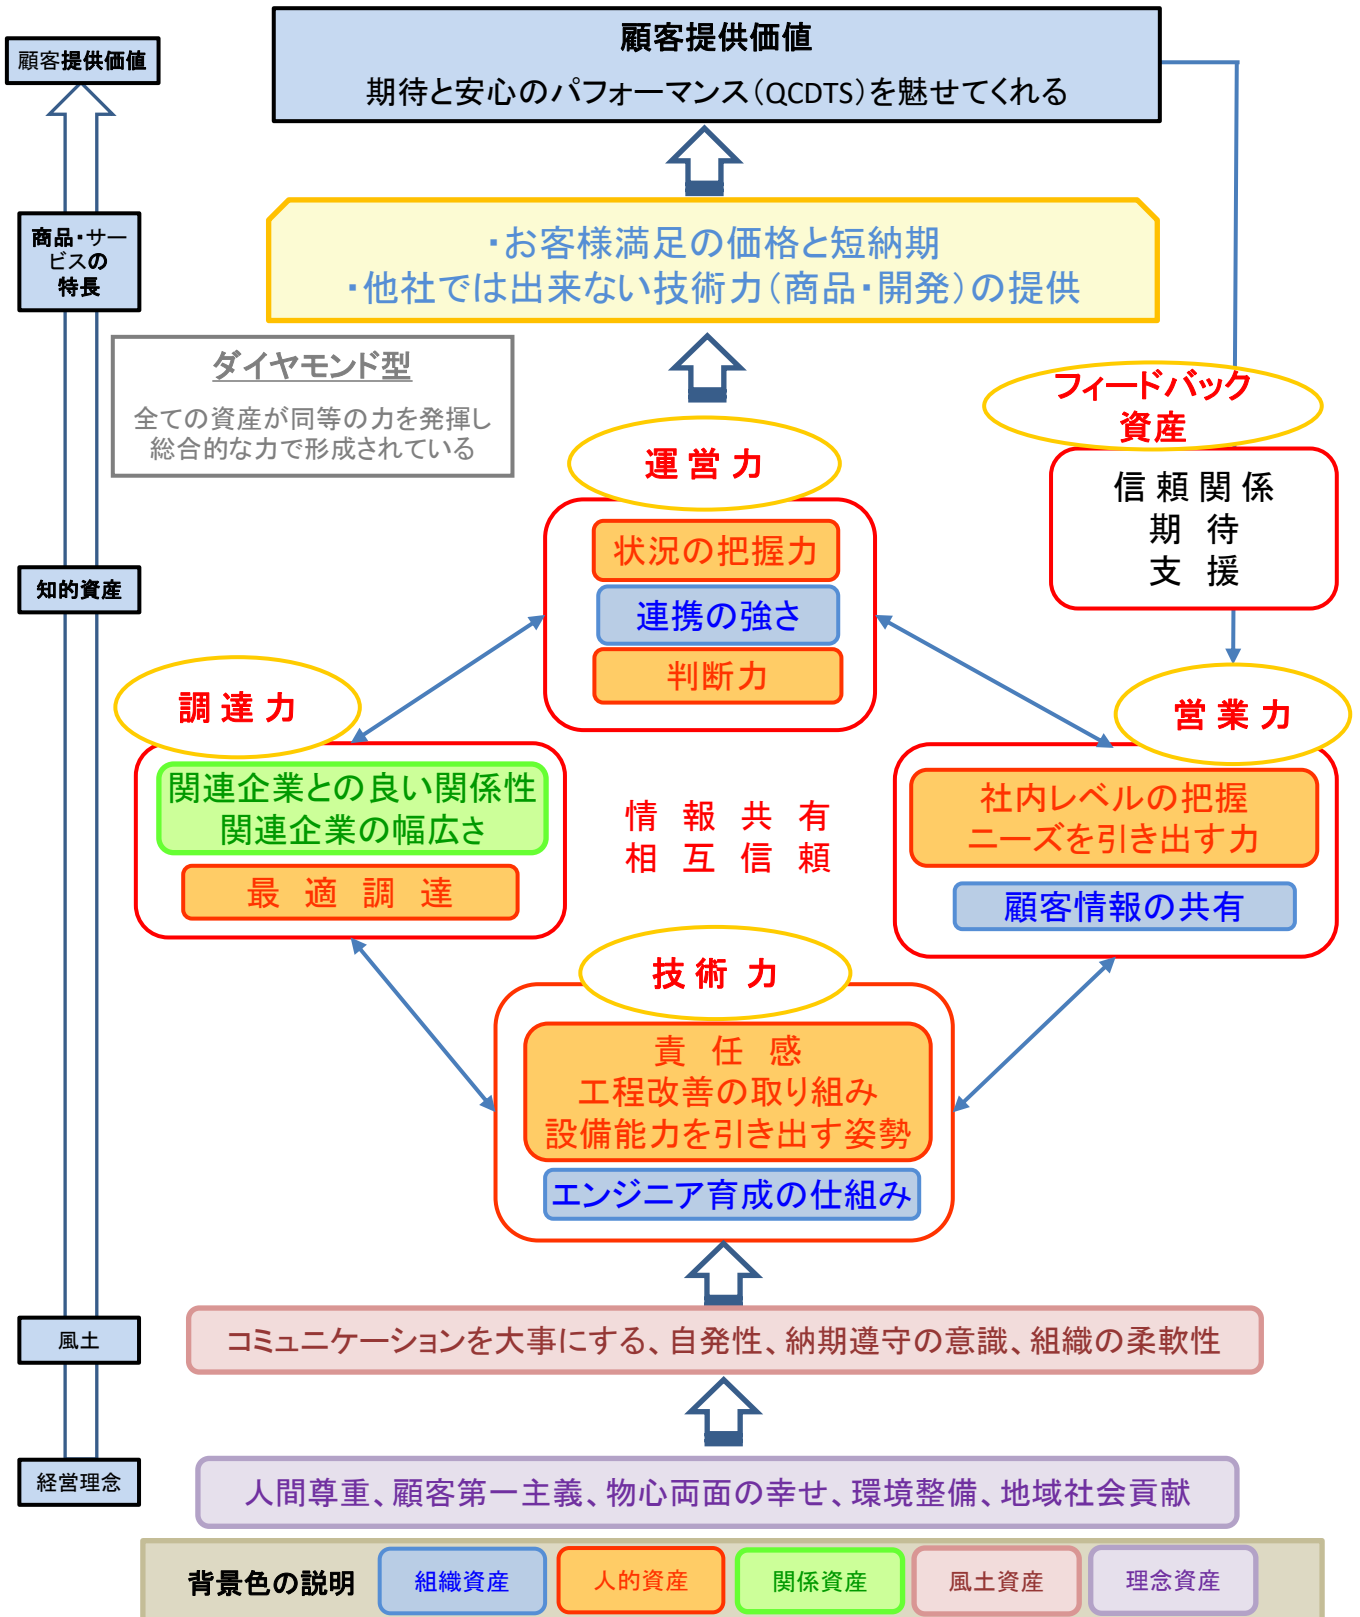 顧客提供価値
期待と安心のパフォーマンス（QCDTS）を魅せてくれる
顧客提供価値
商品・サー
ビスの
特長
・お客様満足の価格と短納期
・他社では出来ない技術力（商品・開発）の提供
ダイヤモンド型
全ての資産が同等の力を発揮し
総合的な力で形成されている
フィードバック
資産
信頼関係
期 待
支 援
運営力
状況の把握力
連携の強さ
判断力
知的資産
調達力
関連企業との良い関係性
関連企業の幅広さ
最 適 調 達
情 報 共 有
相 互 信 頼
営業力
社内レベルの把握
ニーズを引き出す力
顧客情報の共有
技術 力
責 任 感
工程改善の取り組み
設備能力を引き出す姿勢
エンジニア育成の仕組み
風土
コミュニケーションを大事にする、自発性、納期遵守の意識、組織の柔軟性
経営理念
人間尊重、顧客第一主義、物心両面の幸せ、環境整備、地域社会貢献
背景色の説明
組織資産
人的資産
関係資産
風土資産
理念資産